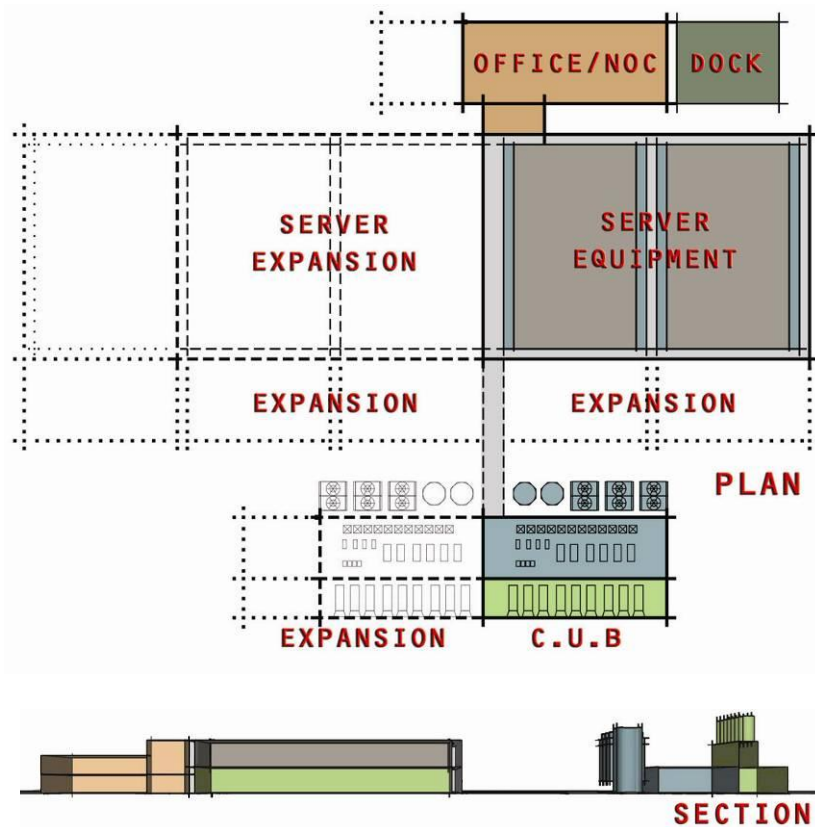 OFFICE/NOC
DOCK
SERVER
EXPANSION
SERVER
EQUIPMENT
EXPANSION
EXPANSION
PLAN
EXPANSION
C.U.B
SECTION